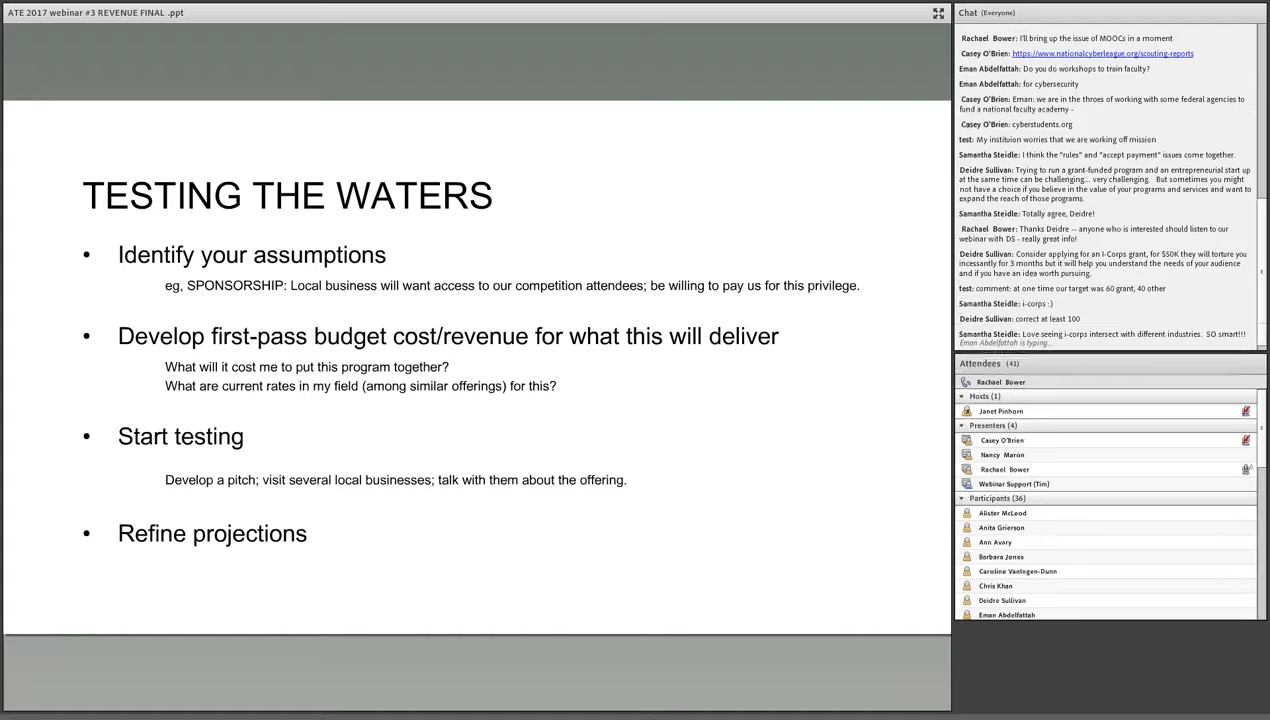 ATE 2017 webinar #3 REVENUE FINAL .ppt
TESTING THE WATERS
• Identify your assumptions
eg, SPONSORSHIP: Local business will want access to our competition attendees; be willing to pay us for this privilege.
• Develop first-pass budget cost/revenue for what this will deliver
What will it cost me to put this program together?
What are current rates in my field (among similar offerings) for this?
• Start testing
Develop a pitch; visit several local businesses; talk with them about the offering.
• Refine projections
Chat (Everyone)
Rachael Bower: I'll bring up the issue of MOOCs in a moment
Casey O'Brien: https://www.nationalcyberleague.org/scouting-reports
Eman Abdelfattah: Do you do workshops to train faculty?
Eman Abdelfattah: for cybersecurity
Casey O'Brien: Eman: we are in the throes of working with some federal agencies to
fund a national faculty academy -
Casey O'Brien: cyberstudents.org
test: My instituion worries that we are working off mission
Samantha Steidle: I think the "rules" and "accept payment" issues come together.
Deidre Sullivan: Trying to run a grant-funded program and an entrepreneurial start up
at the same time can be challenging... very challenging. But sometimes you might
not have a choice if you believe in the value of your programs and services and want to
expand the reach of those programs.
Samantha Steidle: Totally agree, Deidre!
Rachael Bower: Thanks Deidre -- anyone who is interested should listen to our
webinar with DS - really great info!
Deidre Sullivan: Consider applying for an I-Corps grant, for $50K they will torture you
incessantly for 3 months but it will help you understand the needs of your audience
and if you have an idea worth pursuing.
test: comment: at one time our target was 60 grant, 40 other
Samantha Steidle: i-corps :)
Deidre Sullivan: correct at least 100
Samantha Steidle: Love seeing i-corps intersect with different industries. SO smart!!!
Eman Abdelfattah is typing...
Attendees (41)
Rachael Bower
Hosts (1)
Janet Pinhorn
Presenters (4)
Casey O'Brien
Nancy Maron
Rachael Bower
Webinar Support (Tim)
Participants (36)
Alister McLeod
Anita Grierson
Ann Avary
Barbara Jones
Caroline VanIngen-Dunn
Chris Khan
Deidre Sullivan
Eman Abdelfattah